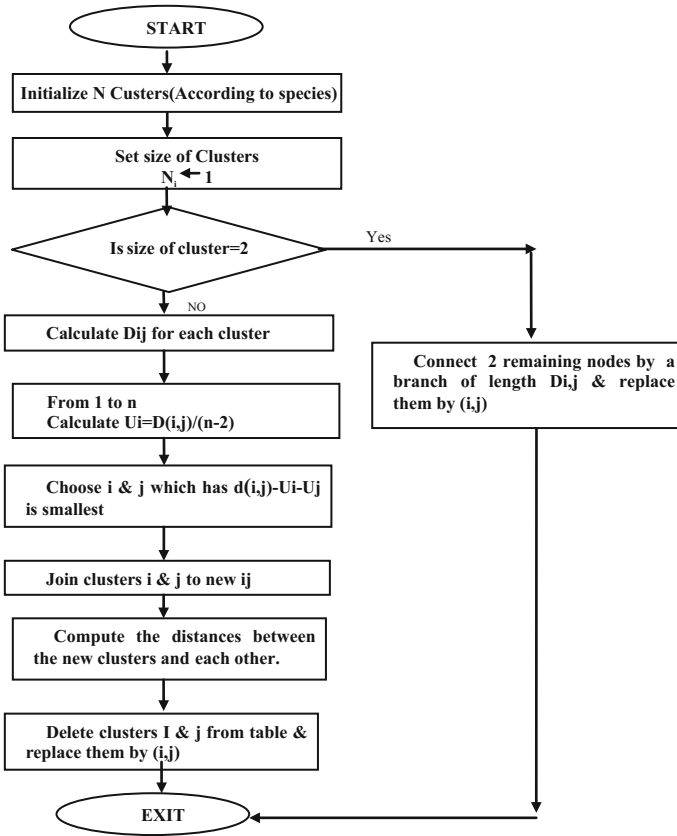 START
Initialize N Custers(According to species)
Set size of Clusters
Ni ← 1
Is size of cluster=2
Yes
NO
Calculate Dij for each cluster
Connect 2 remaining nodes by a
branch of length Di,j & replace
them by (i,j)
From 1 to n
Calculate Ui=D(i,j)/(n-2)
Choose i & j which has d(i,j)-Ui-Uj
is smallest
Join clusters i & j to new ij
Compute the distances between
the new clusters and each other.
Delete clusters I & j from table &
replace them by (i,j)
EXIT